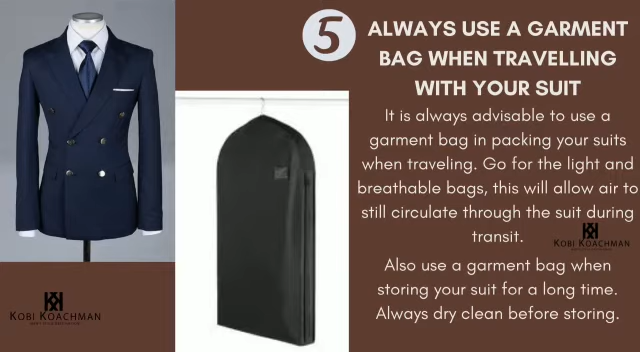 5
ALWAYS USE A GARMENT
BAG WHEN TRAVELLING
WITH YOUR SUIT
It is always advisable to use a
garment bag in packing your suits
when traveling. Go for the light and
breathable bags, this will allow air to
still circulate through the suit during
transit.
KOBI KOACHMAN
Also use a garment bag when
storing your suit for a long time.
Always dry clean before storing.
KOBI KOACHMAN